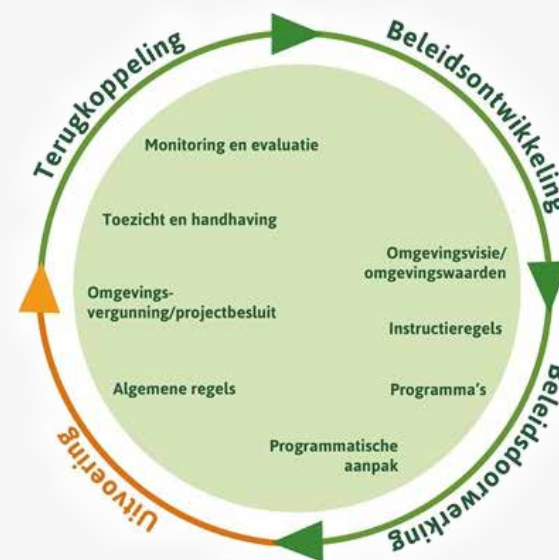 Terugkoppeling
Beleidsontwikkeling
Monitoring en evaluatie
Toezicht en handhaving
Omgevingsvisie/
omgevingswaarden
Omgevings-
vergunning/projectbesluit
Instructieregels
Algemene regels
Programma's
Programmatische
aanpak
Uitvoering
Beleidsdoorwerking